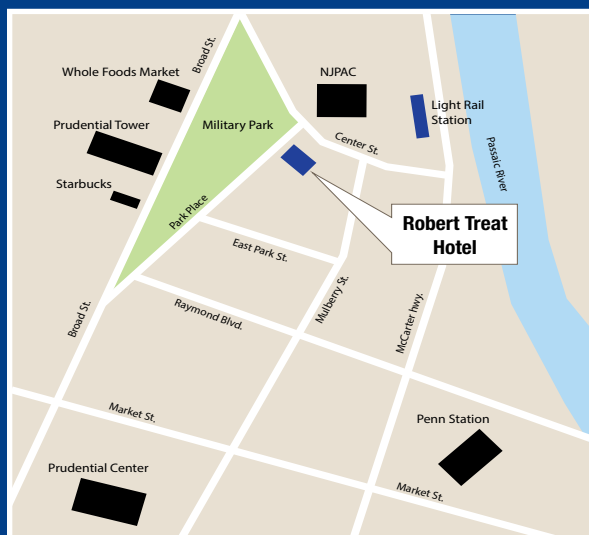 Broad St.
Whole Foods Market
NJPAC
Light Rail
Station
Prudential Tower
Military Park
Center St.
Passaic River
Starbucks
Park Place
Robert Treat
Hotel
East Park St.
Mulberry St.
McCarter hwy.
Raymond Blvd.
Broad St.
Market St.
Penn Station
Prudential Center
Market St.